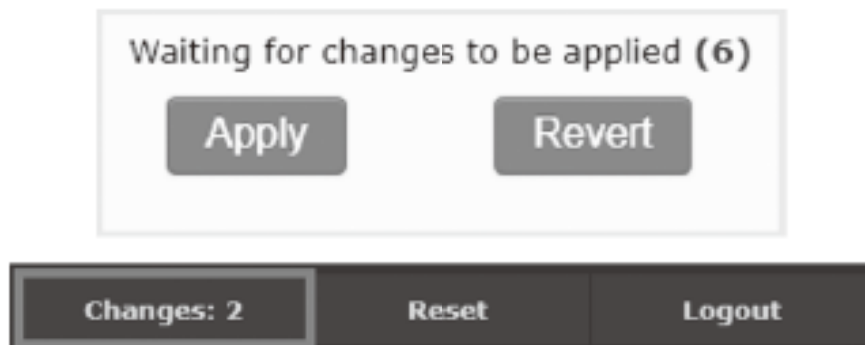 Waiting for changes to be applied (6)
Apply Revert
Changes: 2 Reset Logout